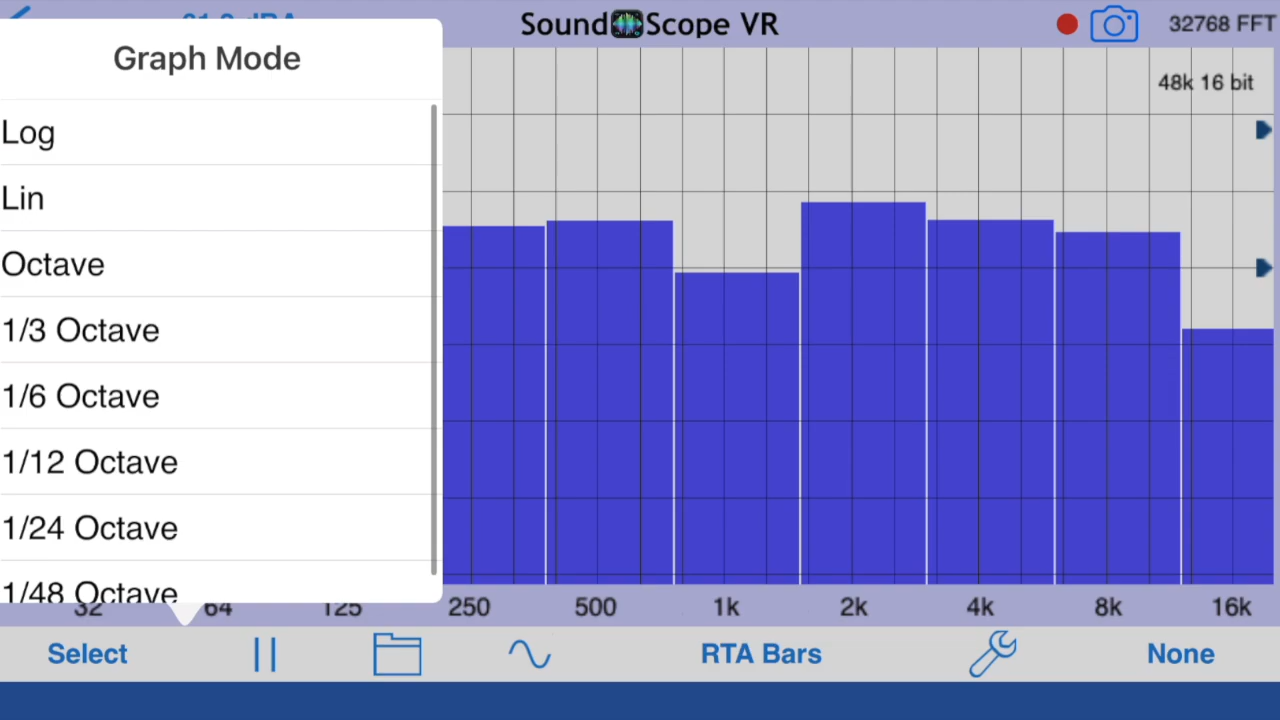 Sound Scope VR
32768 FFT
Graph Mode
48k 16 bit
Log
Lin
Octave
1/3 Octave
1/6 Octave
1/12 Octave
1/24 Octave
1/48 Octave
32 64 125 250 500 1k 2k 4k 8k 16k
Select
RTA Bars
None